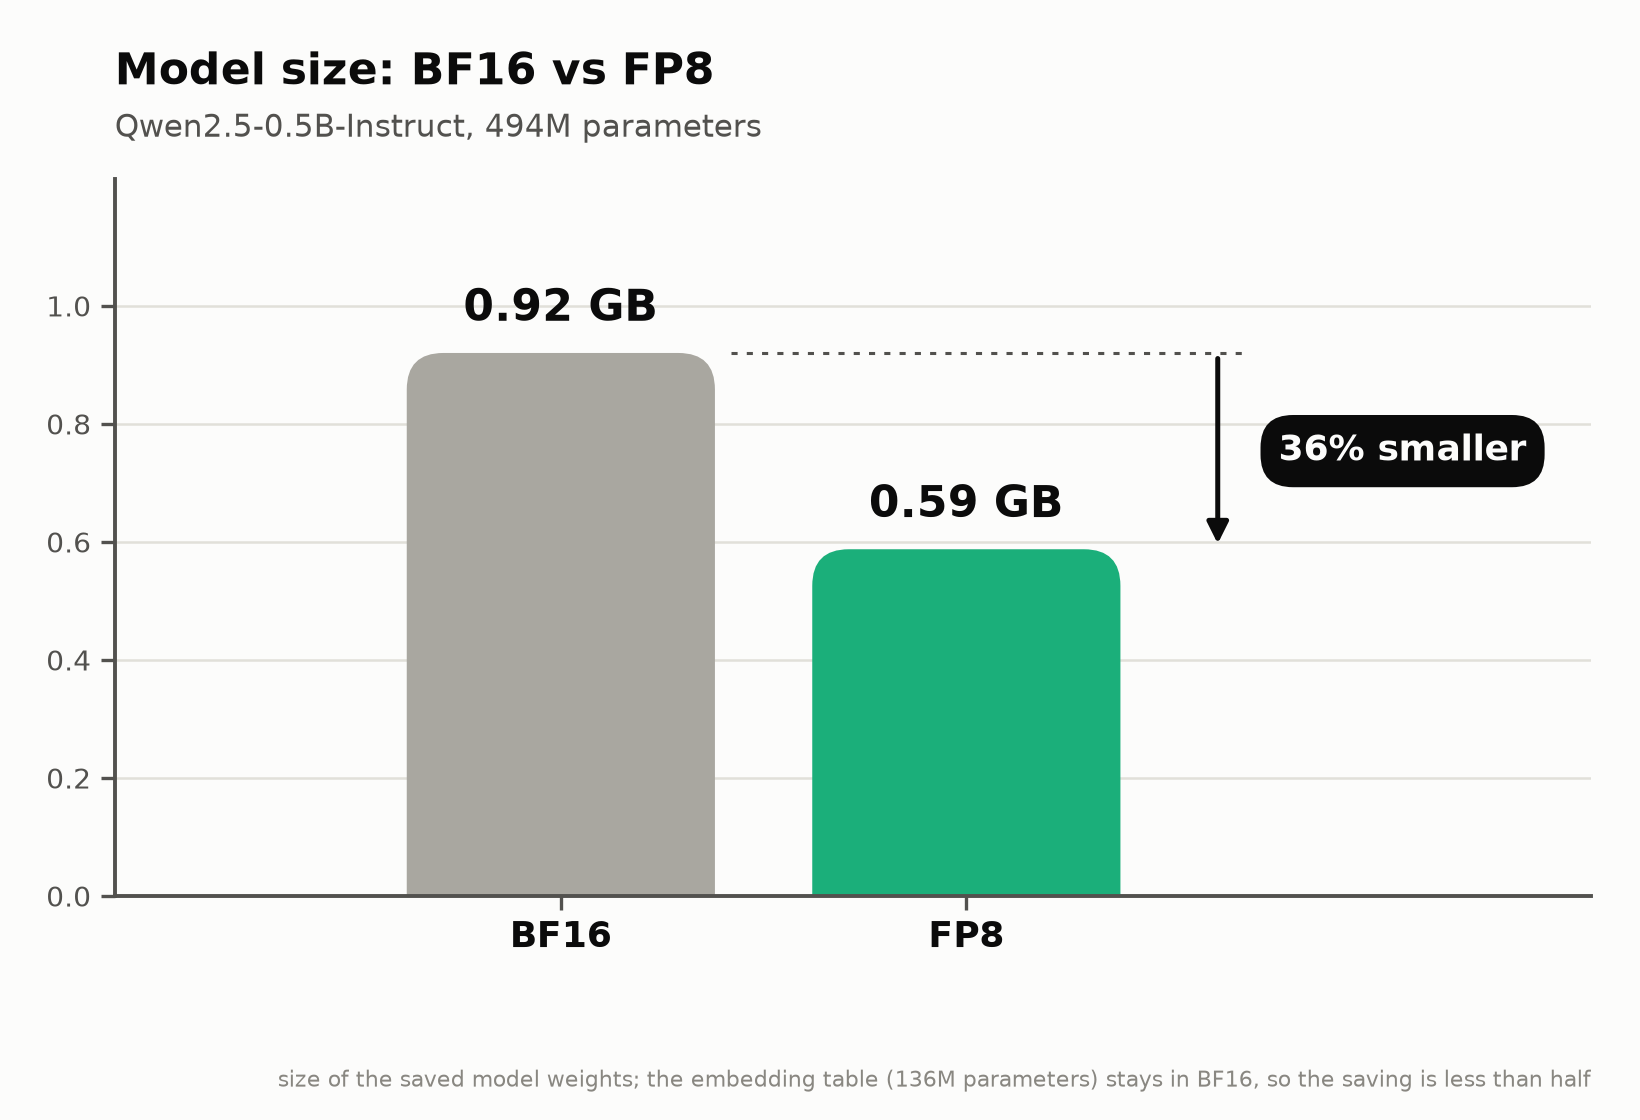 Model size: BF16 vs FP8
Qwen2.5-0.5B-Instruct, 494M parameters
1.0
0.8
0.6
0.4
0.2
0.0
0.92 GB
0.59 GB
36% smaller
BF16
FP8
size of the saved model weights; the embedding table (136M parameters) stays in BF16, so the saving is less than half